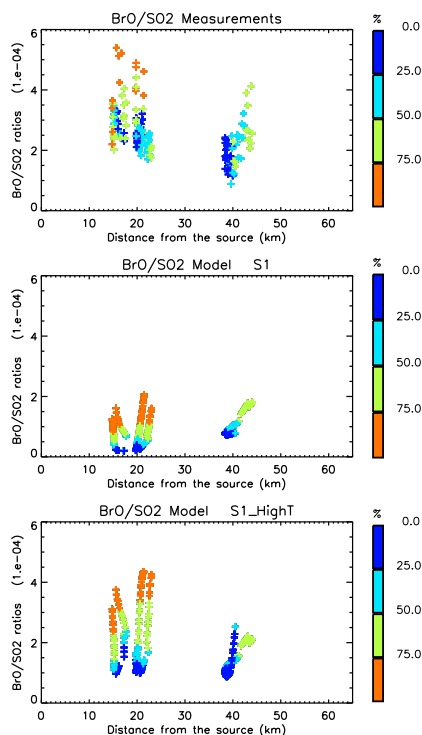 BrO/SO2 Measurements
%
BrO/SO2 ratios (1.e-04)
6
4
2
0
0 10 20 30 40 50 60
Distance from the source (km)
0.0
25.0
50.0
75.0
BrO/SO2 Model S1
%
BrO/SO2 ratios (1.e-04)
6
4
2
0
0 10 20 30 40 50 60
Distance from the source (km)
0.0
25.0
50.0
75.0
BrO/SO2 Model S1_HighT
%
BrO/SO2 ratios (1.e-04)
6
4
2
0
0 10 20 30 40 50 60
Distance from the source (km)
0.0
25.0
50.0
75.0